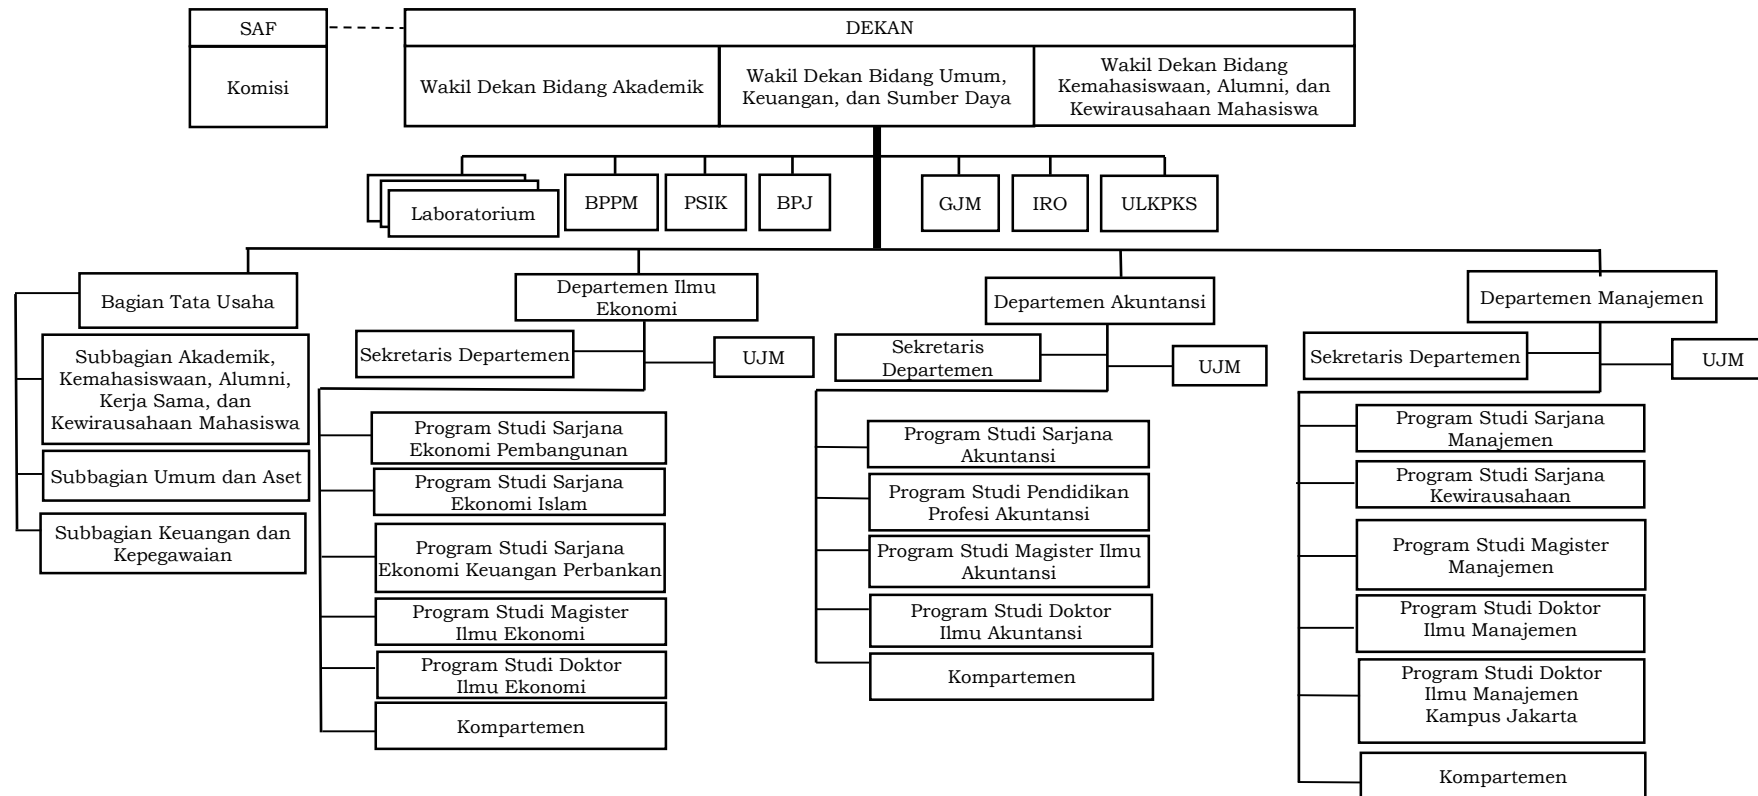 SAF
DEKAN
Komisi
Wakil Dekan Bidang Akademik
Wakil Dekan Bidang Umum,
Keuangan, dan Sumber Daya
Wakil Dekan Bidang
Kemahasiswaan, Alumni, dan
Kewirausahaan Mahasiswa
Laboratorium
BPPM
PSIK
BPJ
GJM
IRO
ULKPKS
Bagian Tata Usaha
Subbagian Akademik,
Kemahasiswaan, Alumni,
Kerja Sama, dan
Kewirausahaan Mahasiswa
Subbagian Umum dan Aset
Subbagian Keuangan dan
Kepegawaian
Departemen Ilmu
Ekonomi
Sekretaris Departemen
UJM
Program Studi Sarjana
Ekonomi Pembangunan
Program Studi Sarjana
Ekonomi Islam
Program Studi Sarjana
Ekonomi Keuangan Perbankan
Program Studi Magister
Ilmu Ekonomi
Program Studi Doktor
Ilmu Ekonomi
Kompartemen
Departemen Akuntansi
Sekretaris
Departemen
UJM
Program Studi Sarjana
Akuntansi
Program Studi Pendidikan
Profesi Akuntansi
Program Studi Magister Ilmu
Akuntansi
Program Studi Doktor
Ilmu Akuntansi
Kompartemen
Departemen Manajemen
Sekretaris Departemen
UJM
Program Studi Sarjana
Manajemen
Program Studi Sarjana
Kewirausahaan
Program Studi Magister
Manajemen
Program Studi Doktor
Ilmu Manajemen
Program Studi Doktor
Ilmu Manajemen
Kampus Jakarta
Kompartemen